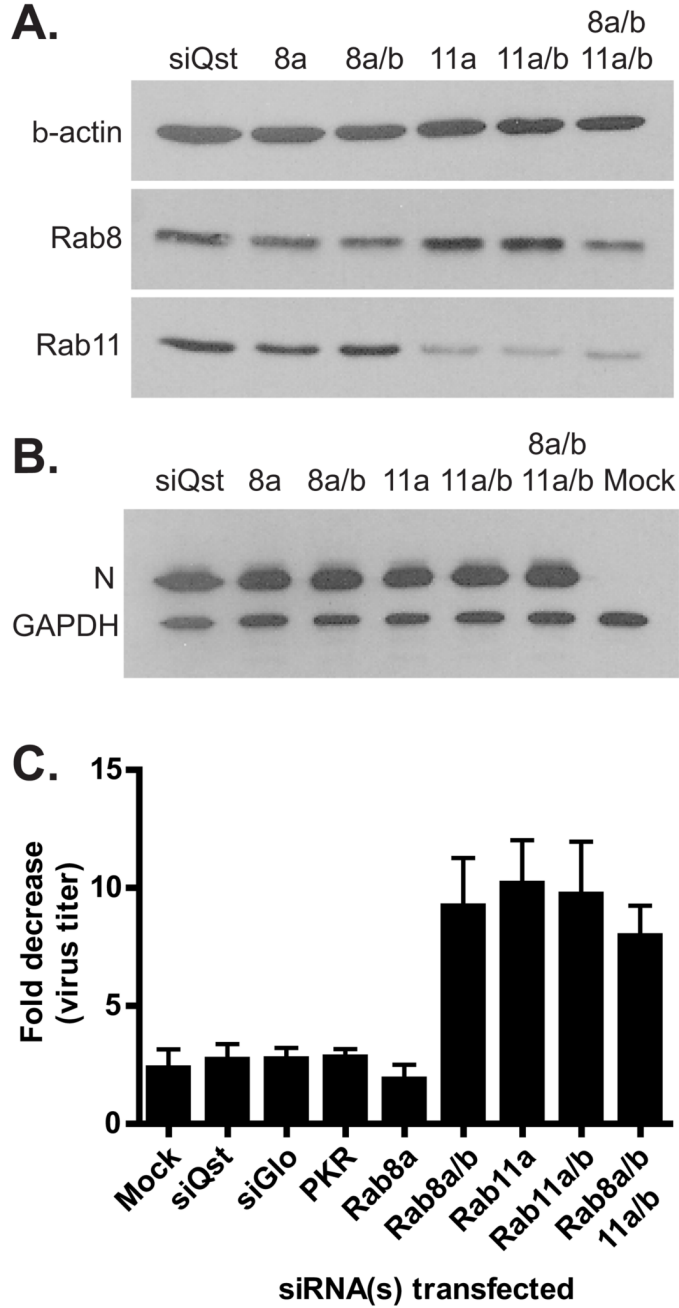 A.
8a/b
siQst 8a 8a/b 11a 11a/b 11a/b
b-actin
Rab8
Rab11
B.
8a/b
siQst 8a 8a/b 11a 11a/b 11a/b Mock
N
GAPDH
C.
15
10
5
0
Fold decrease
(virus titer)
Mock
siQst
siGlo
PKR
Rab8a
Rab8a/b
Rab11a
Rab11a/b
Rab8a/b
11a/b
siRNA(s) transfected